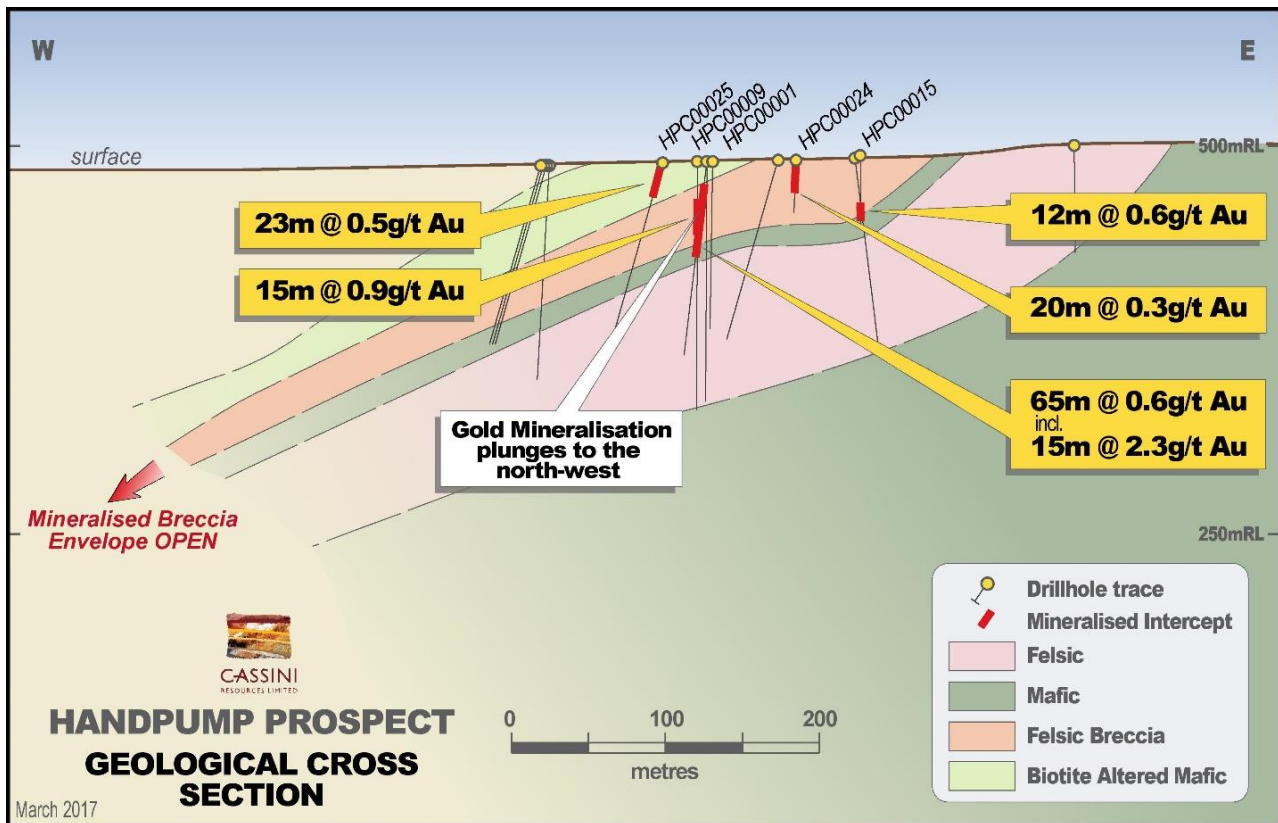 W
E
HPC00025
HPC00009
HPC00001
HPC00024
HPC00015
surface
500mRL
23m @ 0.5g/t Au
12m @ 0.6g/t Au
15m @ 0.9g/t Au
20m @ 0.3g/t Au
65m @ 0.6g/t Au
incl.
15m @ 2.3g/t Au
Gold Mineralisation
plunges to the
north-west
Mineralised Breccia
Envelope OPEN
250mRL
Drillhole trace
Mineralised Intercept
Felsic
Mafic
Felsic Breccia
Biotite Altered Mafic
CASSINI
RESOURCES LIMITED
HANDPUMP PROSPECT
GEOLOGICAL CROSS
SECTION
March 2017
0
100
200
metres